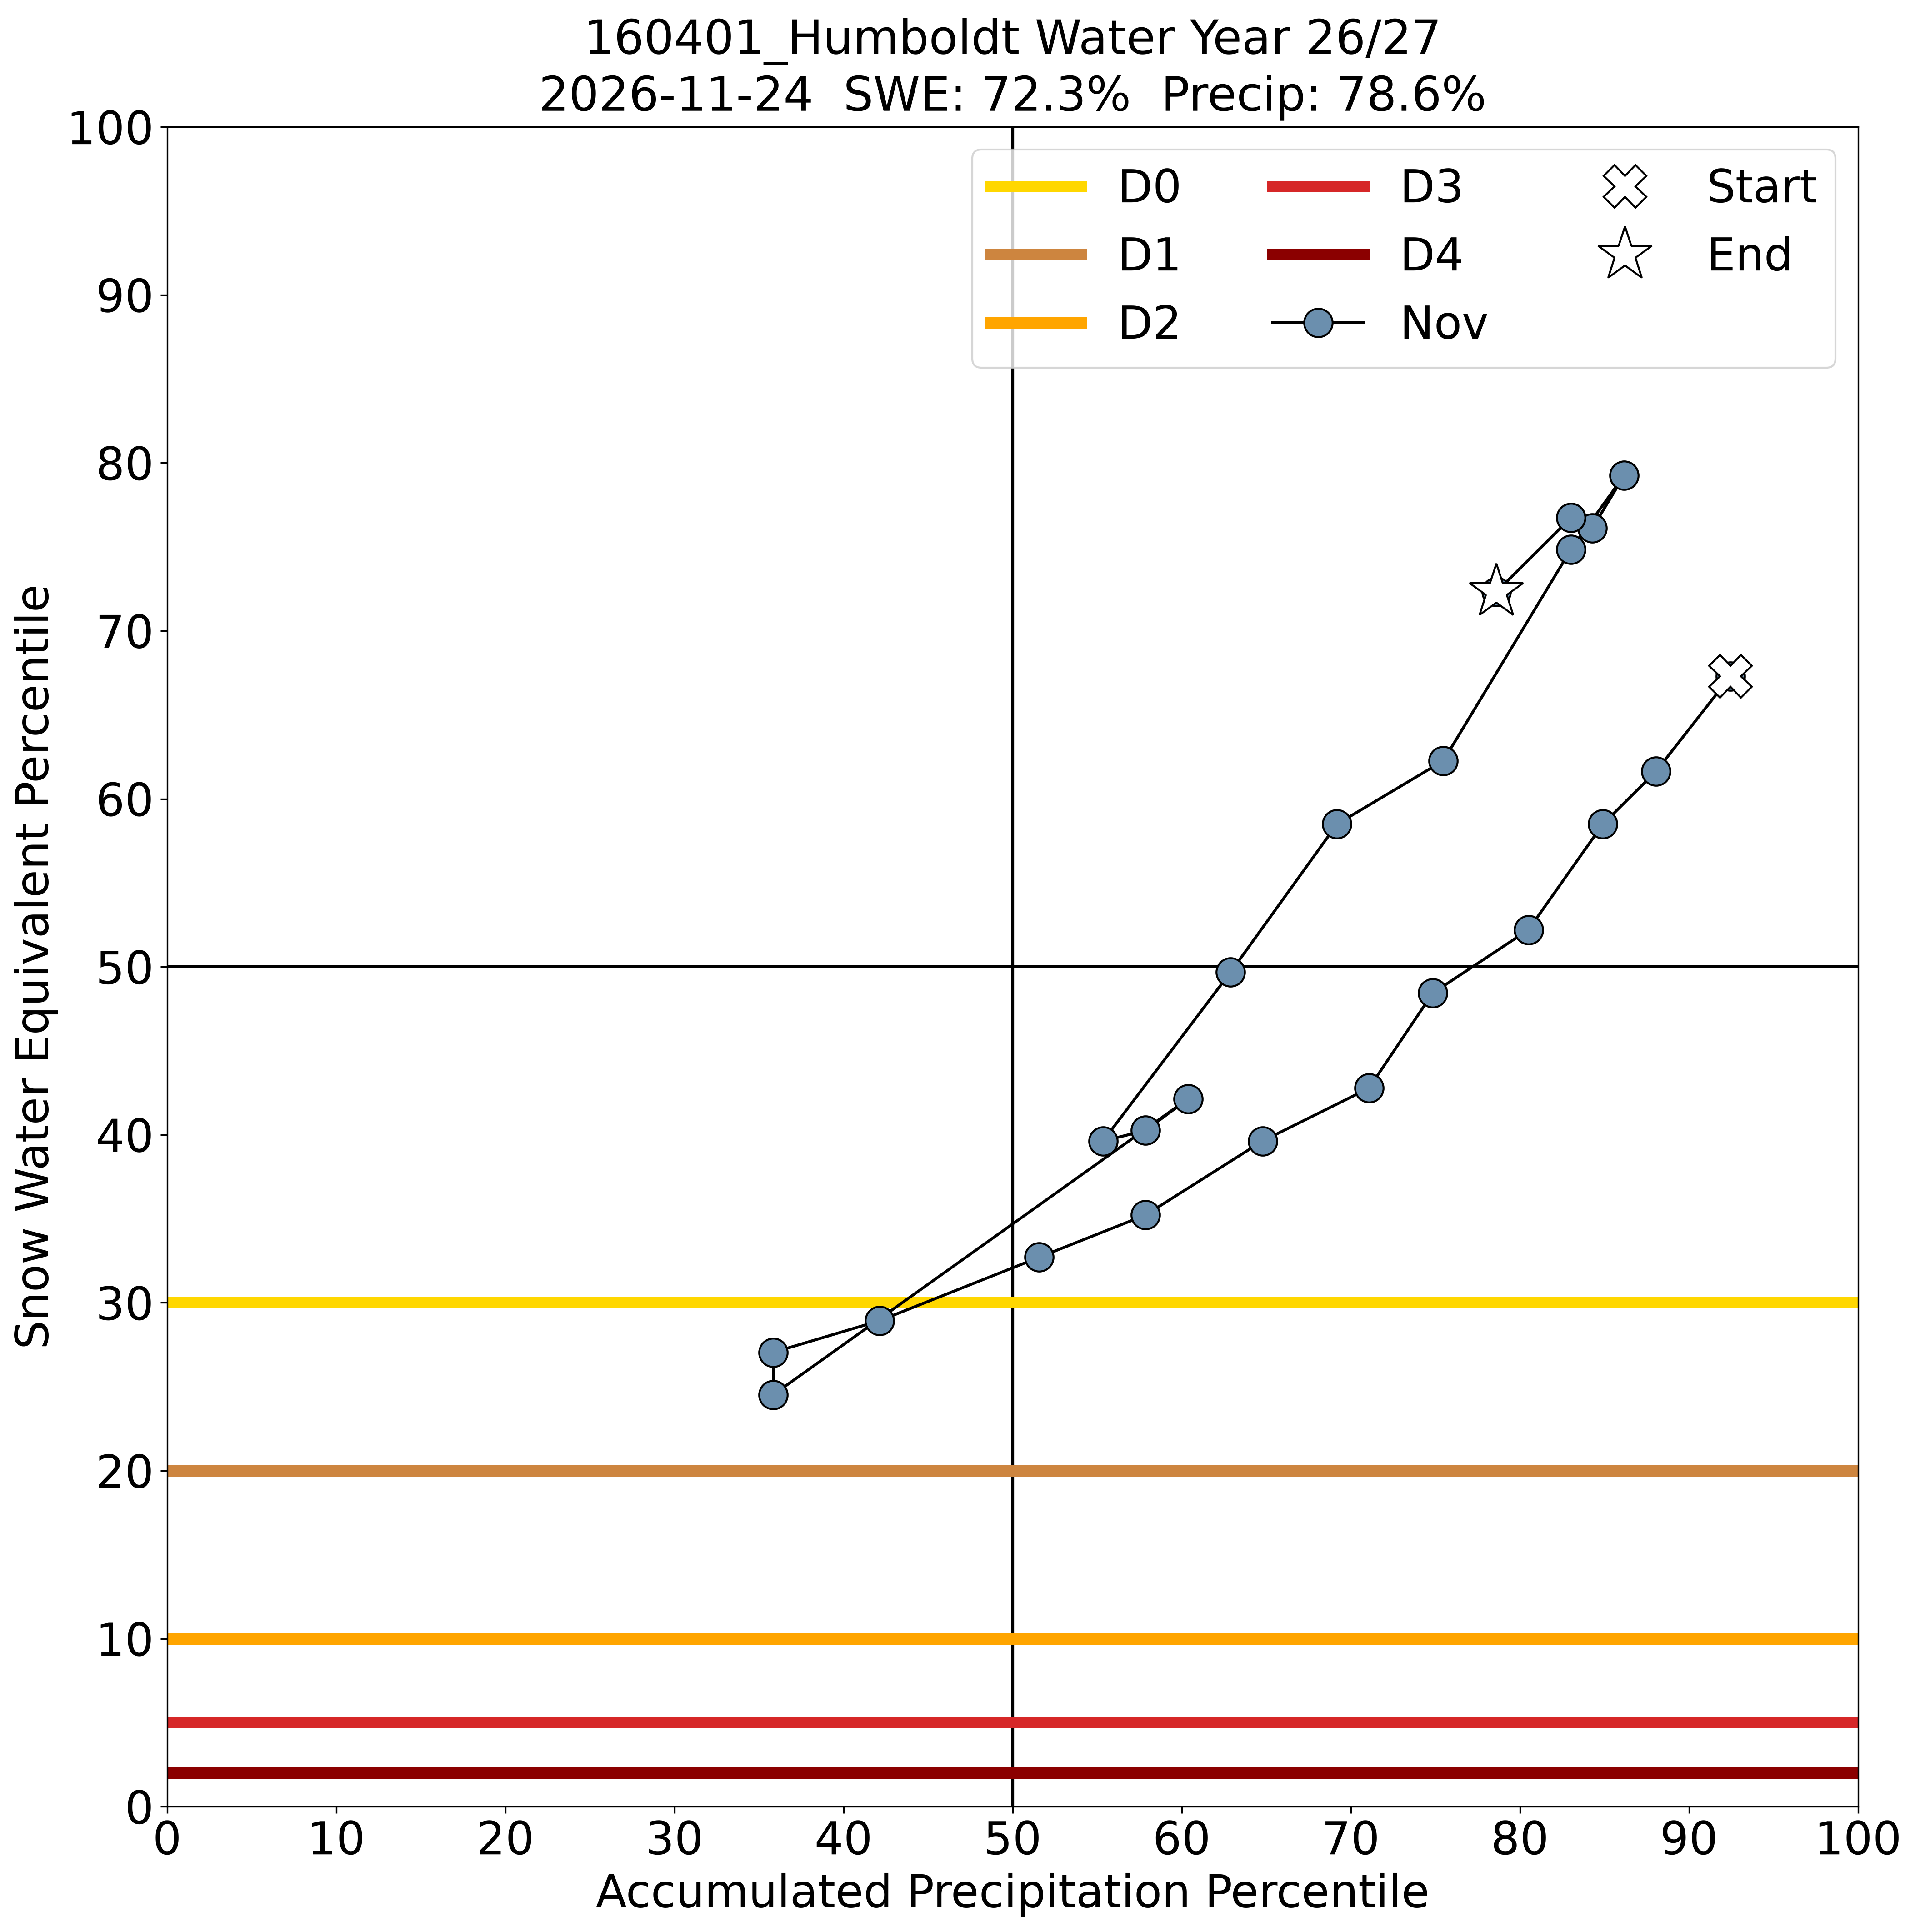 160401_Humboldt Water Year 26/27
2026-11-24  SWE: 72.3%  Precip: 78.6%
100
90
80
70
60
50
40
30
20
10
0
Snow Water Equivalent Percentile
D0
D1
D2
D3
D4
Nov
Start
End
0 10 20 30 40 50 60 70 80 90 100
Accumulated Precipitation Percentile